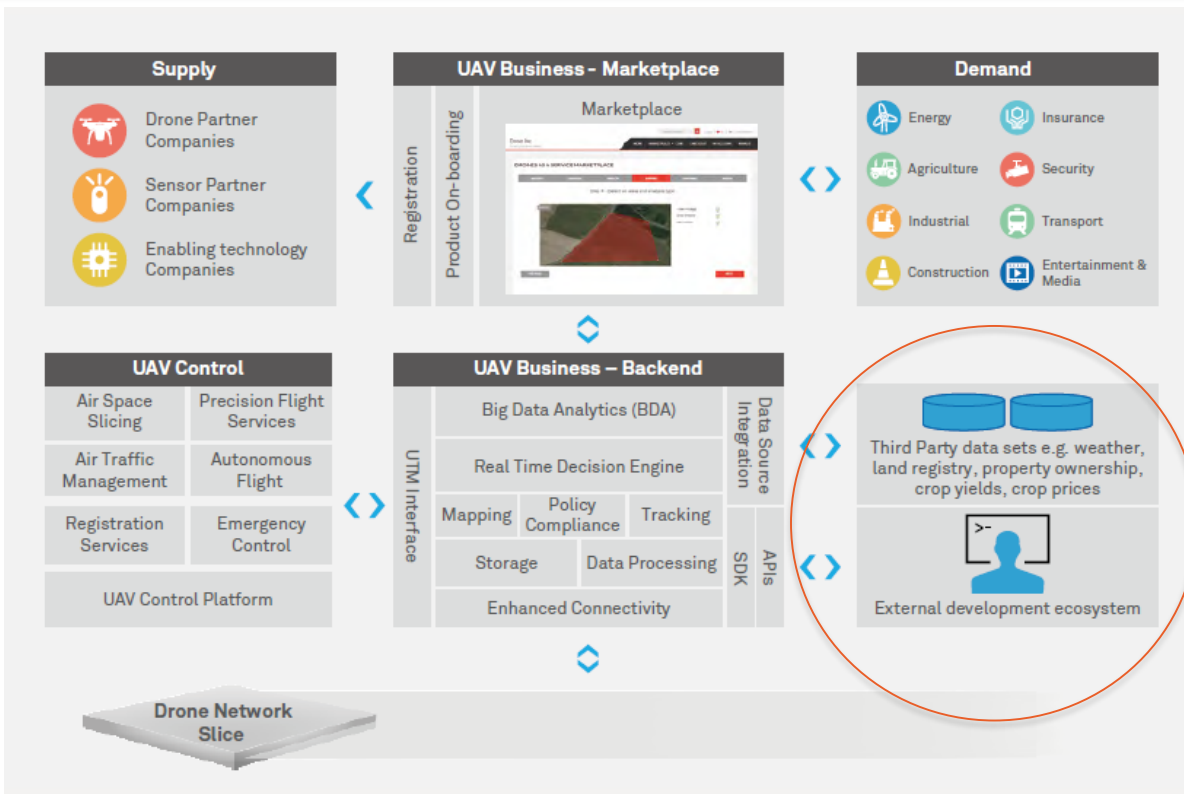 Supply
Drone Partner
Companies
Sensor Partner
Companies
Enabling technology
Companies
UAV Business - Marketplace
Registration
Product On-boarding
Marketplace
DRONES AS A SERVICE MARKETPLACE
Demand
Energy
Insurance
Agriculture
Security
Industrial
Transport
Construction
Entertainment &
Media
UAV Control
Air Space
Slicing
Precision Flight
Services
Air Traffic
Management
Autonomous
Flight
Registration
Services
Emergency
Control
UAV Control Platform
UAV Business – Backend
UTM Interface
Big Data Analytics (BDA)
Real Time Decision Engine
Mapping
Policy
Compliance
Tracking
Storage
Data Processing
Enhanced Connectivity
Data Source
Integration
SDK
APIs
Third Party data sets e.g. weather,
land registry, property ownership,
crop yields, crop prices
>-
External development ecosystem
Drone Network
Slice